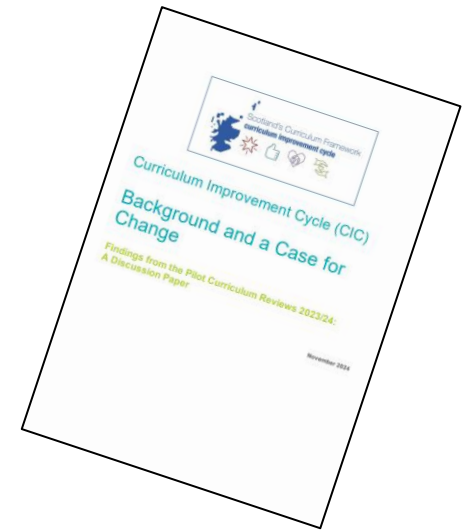 Scotland's Curriculum Framework
curriculum improvement cycle
Curriculum Improvement Cycle (CIC)
Background and a Case for
Change
Findings from the Pilot Curriculum Reviews 2023/24:
A Discussion Paper
November 2024